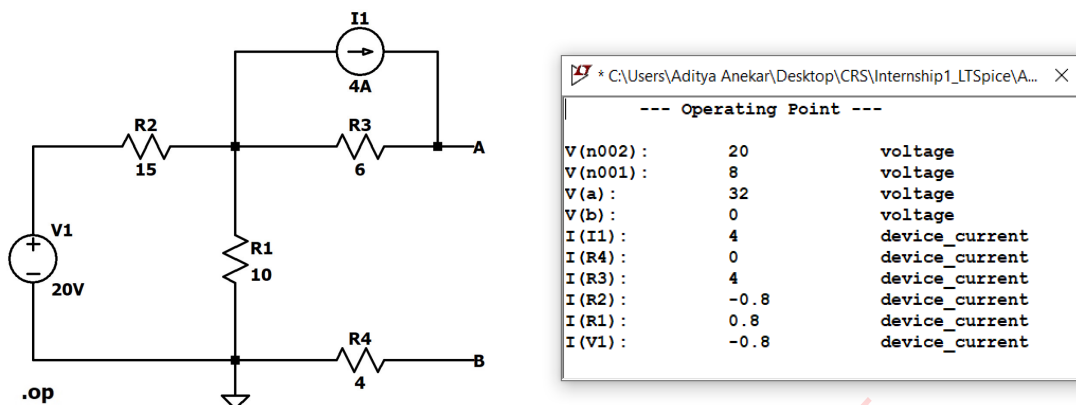 I1
4A
R2
R3
A
15
6
V1
R1
10
20V
R4
B
4
.op
* C:\Users\Aditya Anekar\Desktop\CRS\Internship1_LTSpice\A...
--- Operating Point ---
V(n002): 20 voltage
V(n001): 8 voltage
V(a): 32 voltage
V(b): 0 voltage
I(I1): 4 device_current
I(R4): 0 device_current
I(R3): 4 device_current
I(R2): -0.8 device_current
I(R1): 0.8 device_current
I(V1): -0.8 device_current